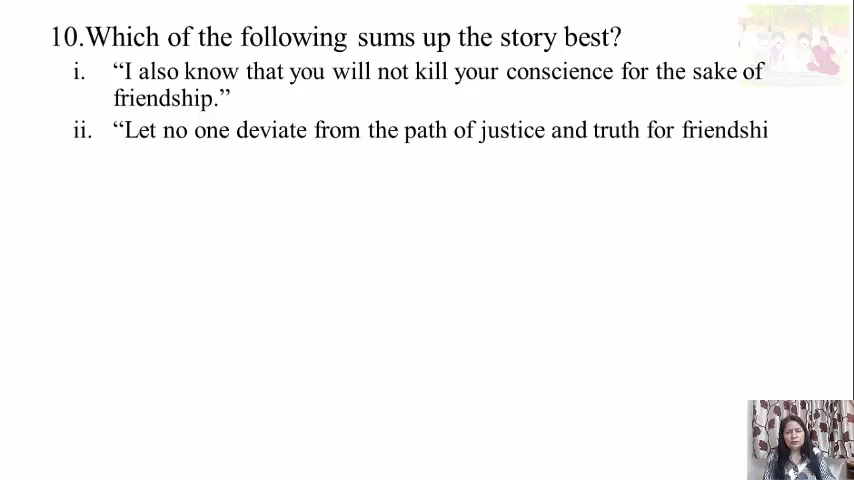 10.Which of the following sums up the story best?
i. “I also know that you will not kill your conscience for the sake of
friendship.”
ii. “Let no one deviate from the path of justice and truth for friendshi